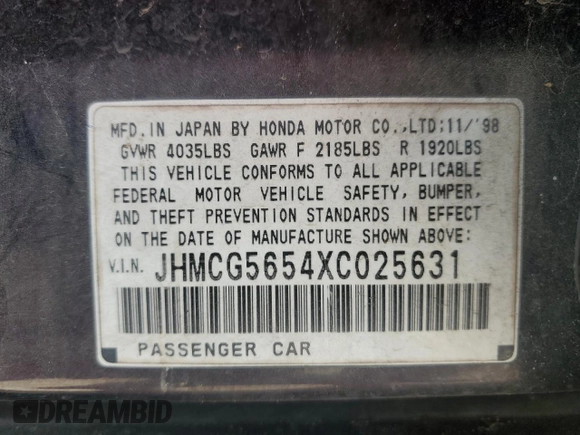 MFD. IN JAPAN BY HONDA MOTOR CO.,LTD:11/'98
GVWR 4035LBS GAWR F 2185LBS R 1920LBS
THIS VEHICLE CONFORMS TO ALL APPLICABLE
FEDERAL MOTOR VEHICLE SAFETY, BUMPER,
AND THEFT PREVENTION STANDARDS IN EFFECT
ON THE DATE OF MANUFACTURE SHOWN ABOVE:
V.I.N. JHMCG5654XC025631
PASSENGER CAR
DREAMBID